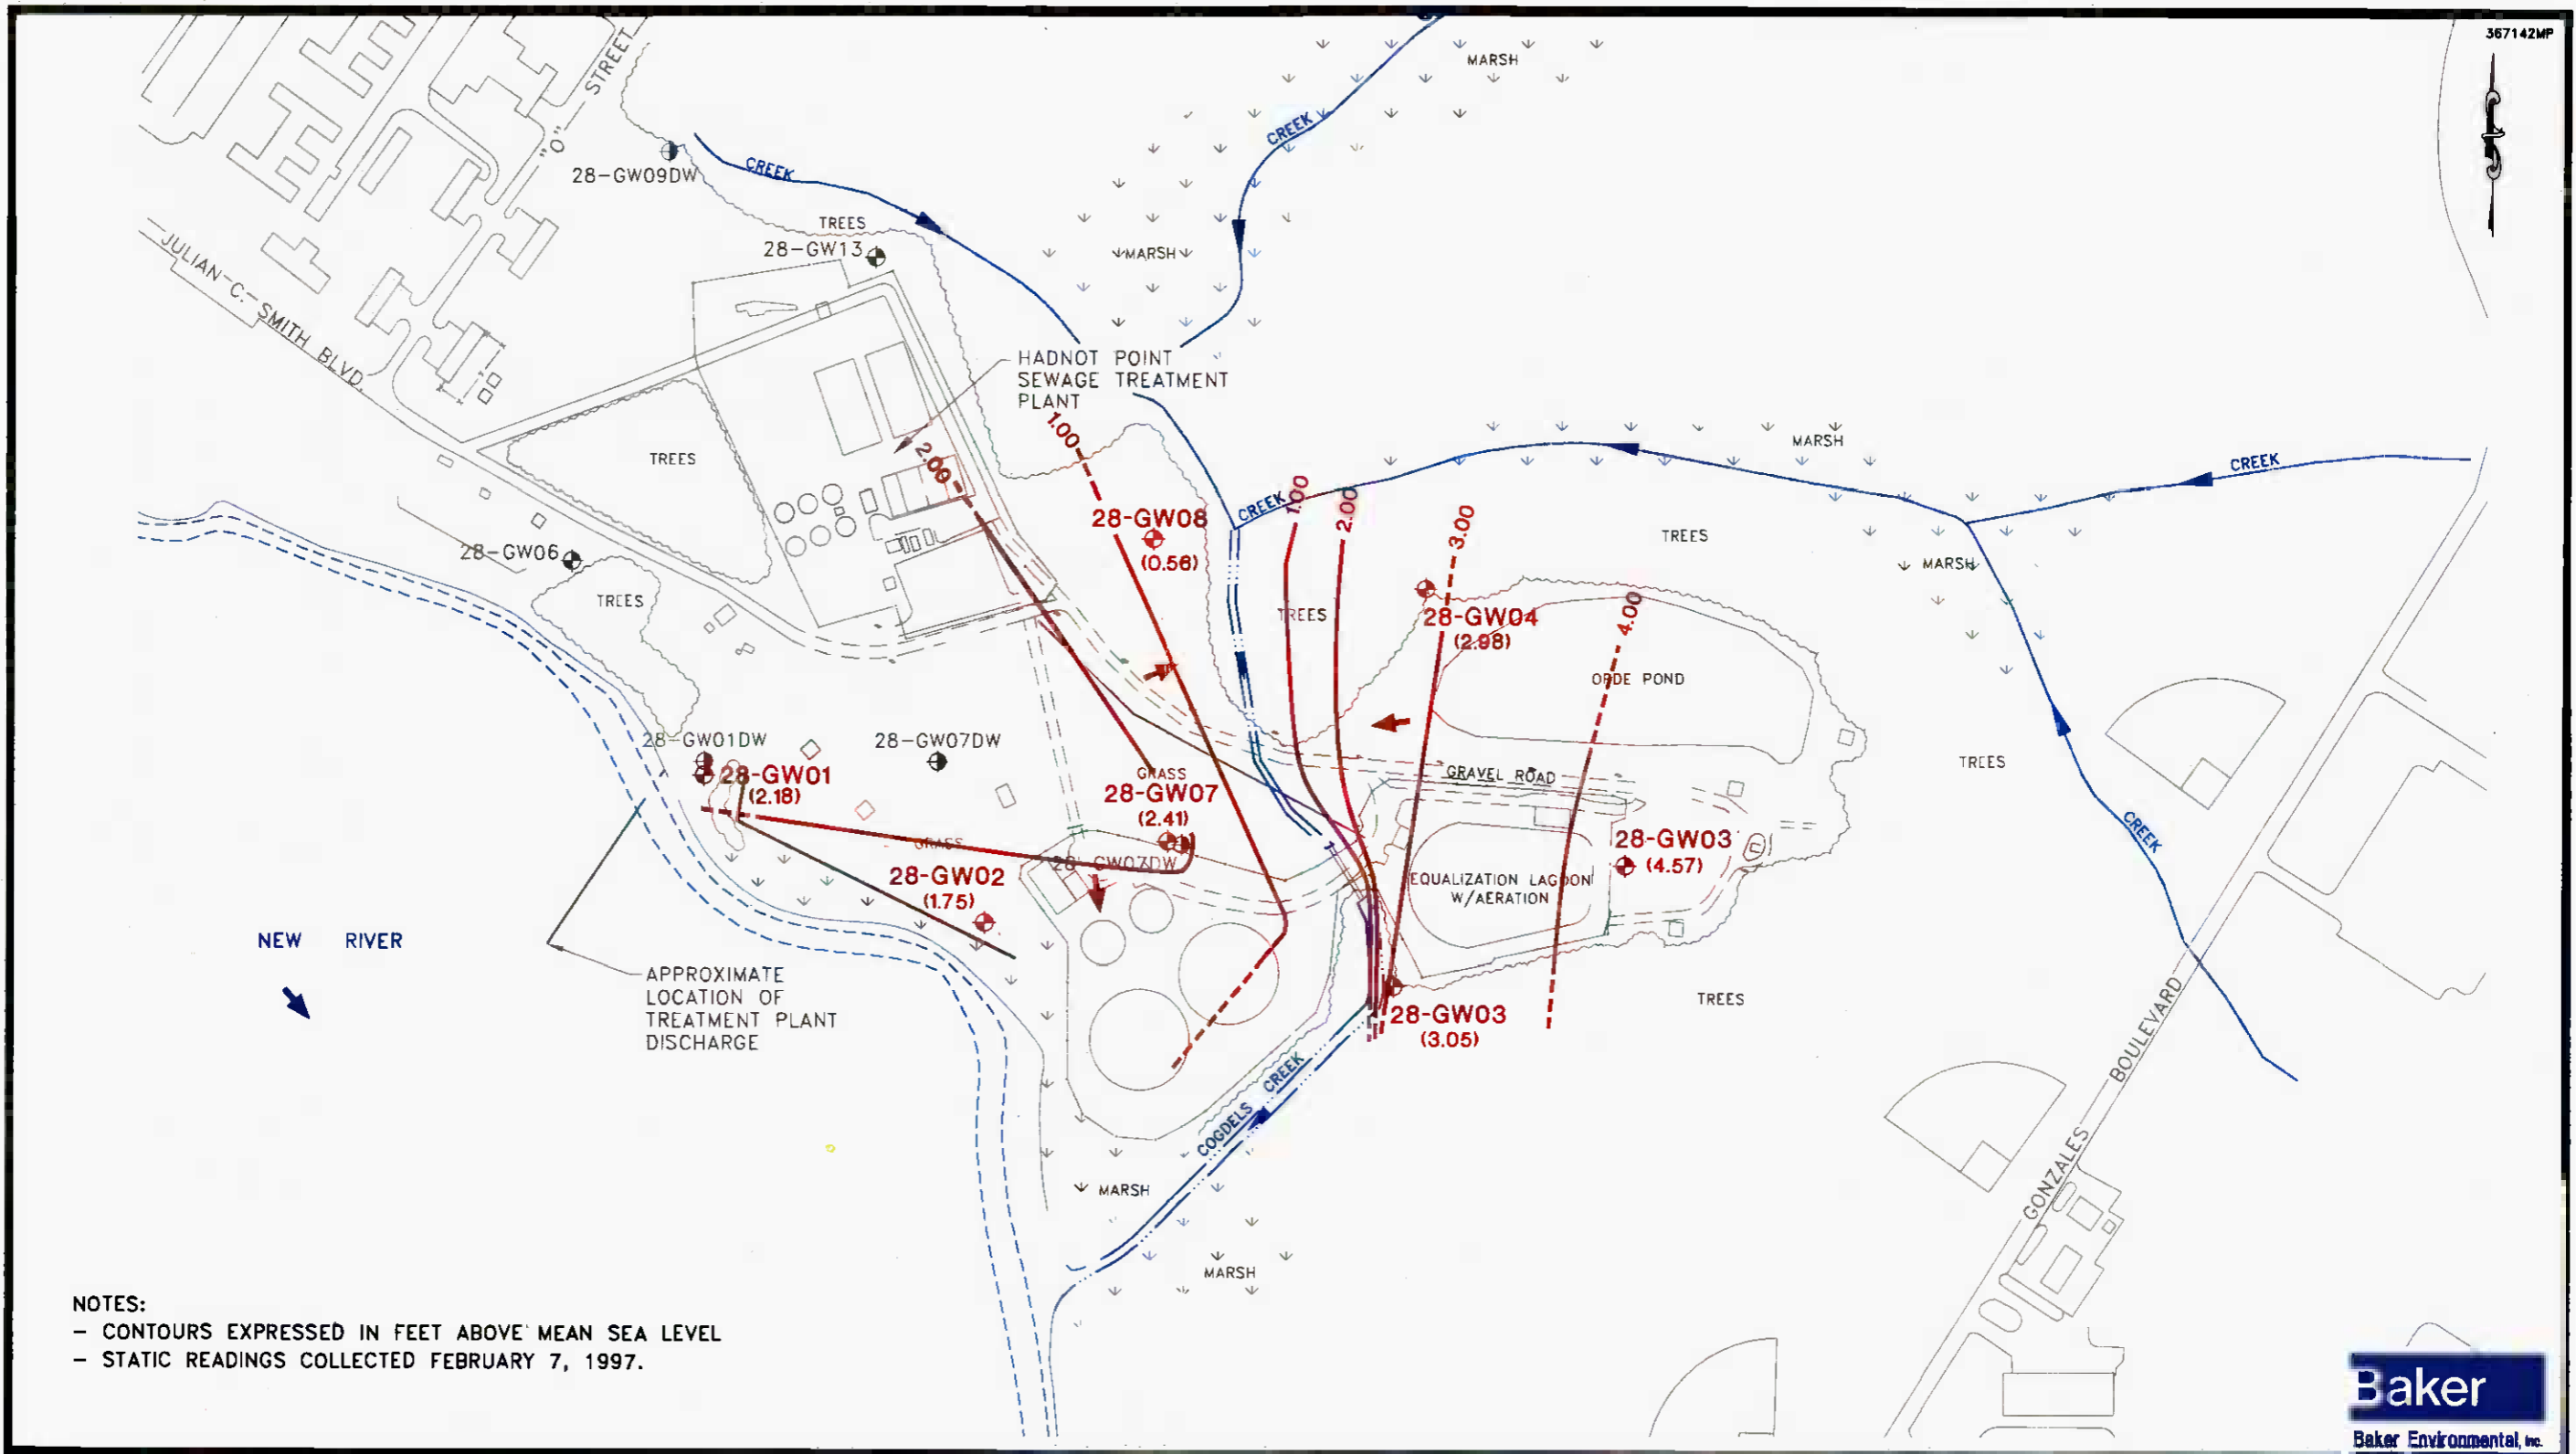 367142MP
MARSH
STREET
"O"
CREEK
28-GW09DW
CREEK
TREES
28-GW13
MARSH
JULIAN C. SMITH BLVD.
HADNOT POINT
SEWAGE TREATMENT
PLANT
1.00
2.00
TREES
MARSH
CREEK
CREEK
1.00
2.00
3.00
28-GW08
(0.56)
TREES
28-GW06
MARSH
TREES
TREES
28-GW04
(2.98)
4.00
ORDE POND
28-GW01DW
28-GW07DW
28-GW01
(2.18)
GRASS
28-GW07
(2.41)
GRAVEL ROAD
TREES
CREEK
GRASS
28-GW07DW
28-GW02
(1.75)
28-GW03
(4.57)
EQUALIZATION LAGOON
W/AERATION
NEW RIVER
APPROXIMATE
LOCATION OF
TREATMENT PLANT
DISCHARGE
28-GW03
(3.05)
TREES
COGDELS CREEK
GONZALES BOULEVARD
MARSH
MARSH
NOTES:
- CONTOURS EXPRESSED IN FEET ABOVE MEAN SEA LEVEL
- STATIC READINGS COLLECTED FEBRUARY 7, 1997.
Baker
Baker Environmental, Inc.